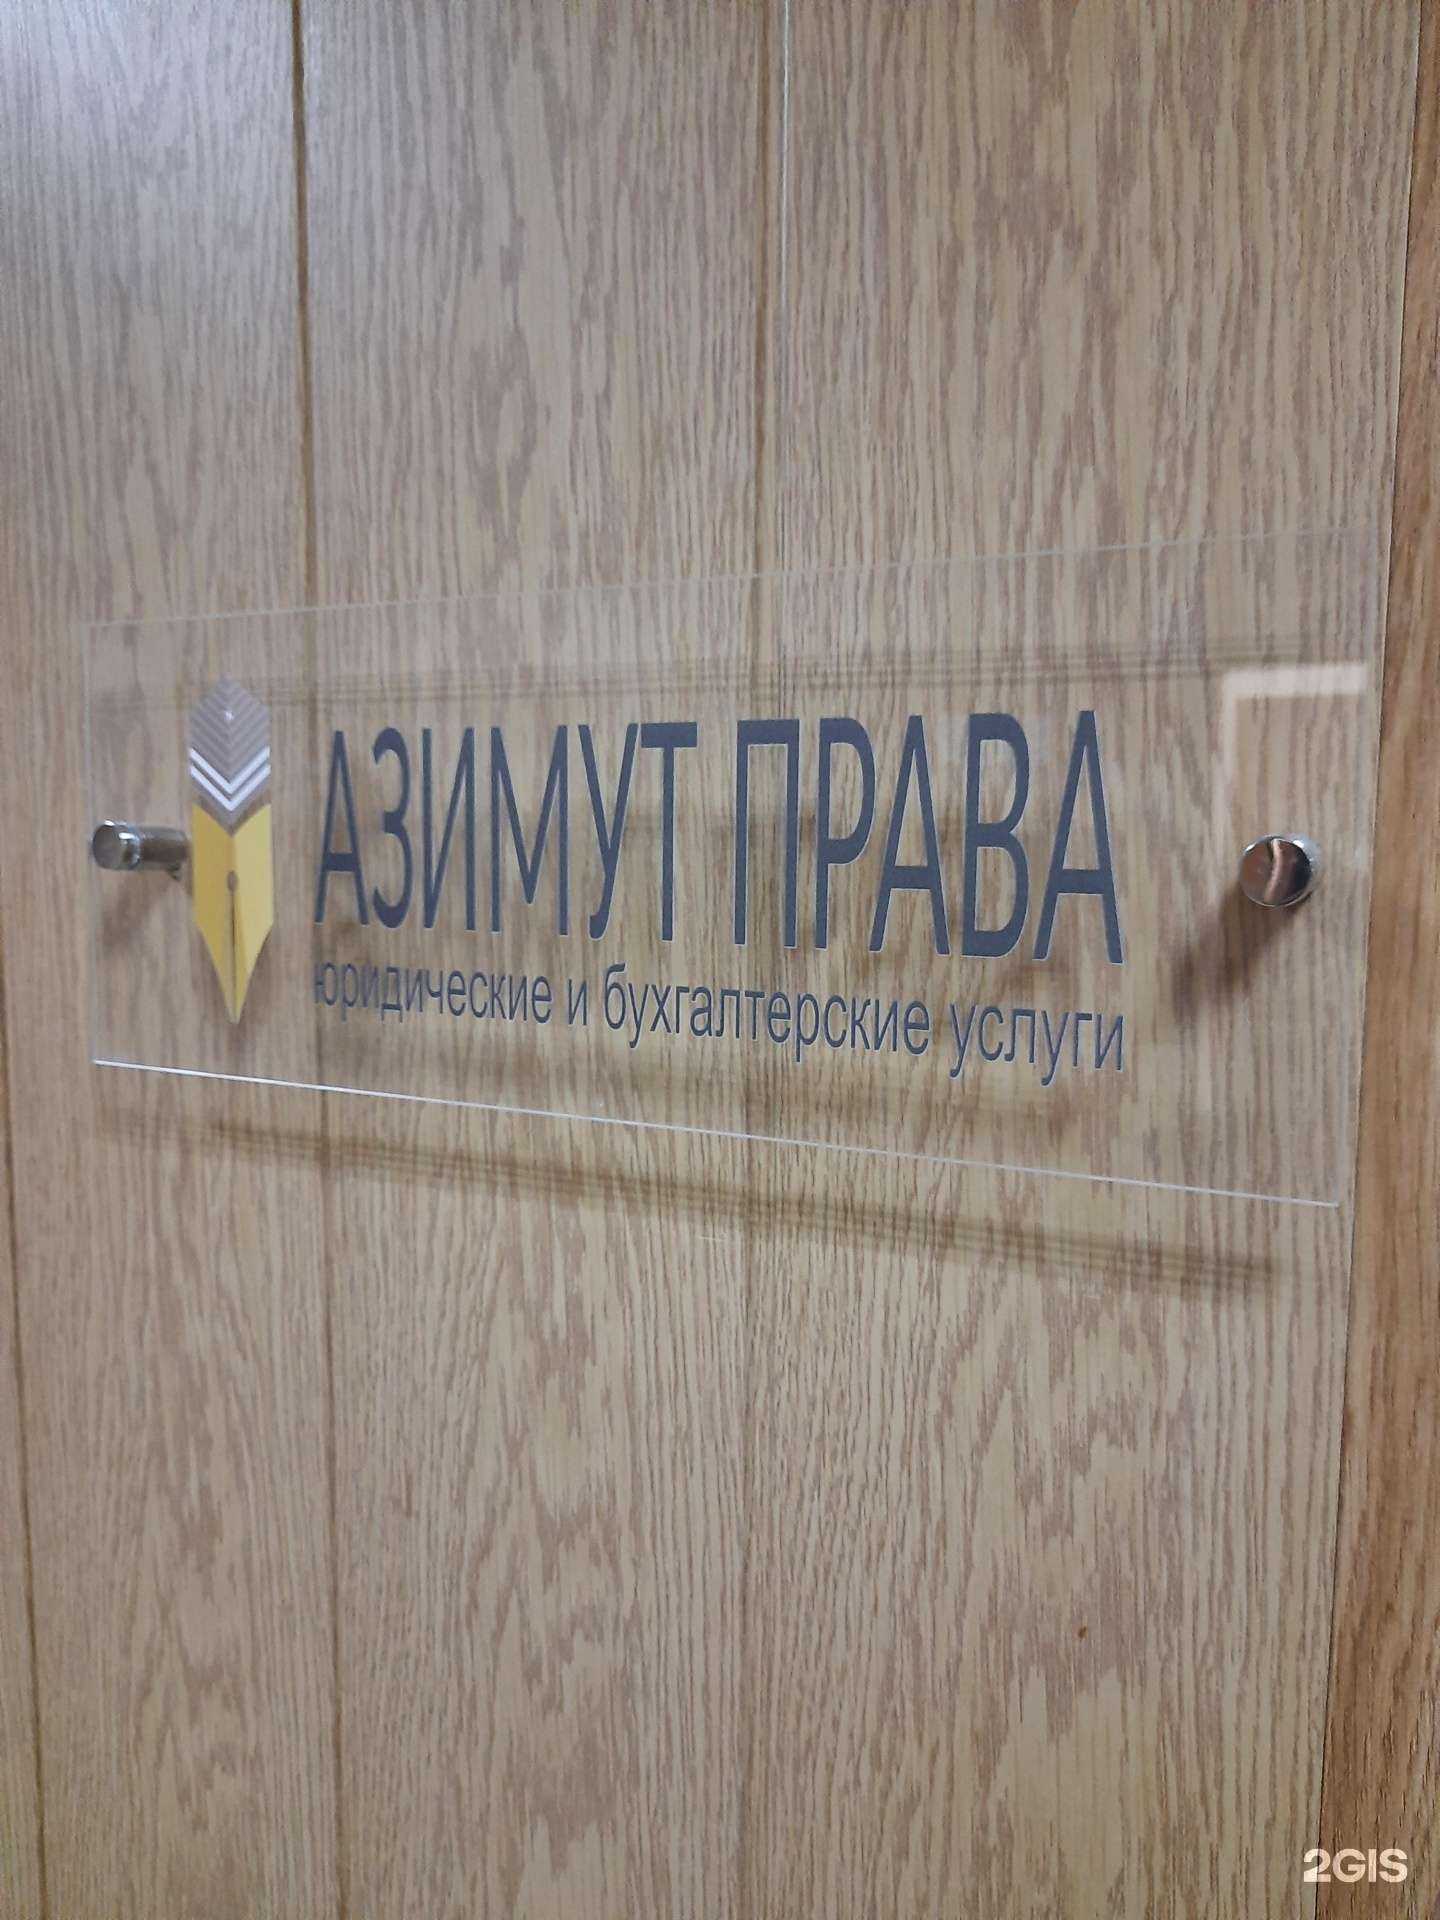 АЗИМУТ ПРАВА
юридические и бухгалтерские услуги
2GIS